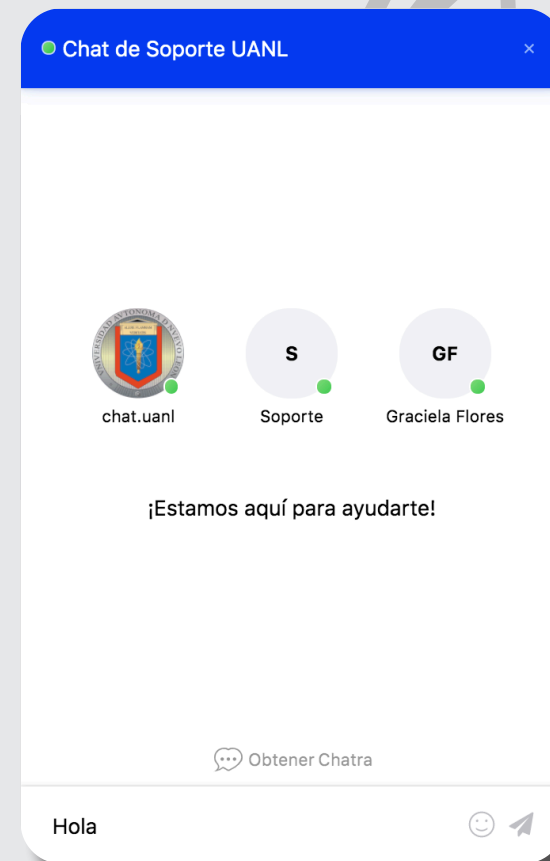 Chat de Soporte UANL
×
S
GF
chat.uanl
Soporte
Graciela Flores
¡Estamos aquí para ayudarte!
Obtener Chatra
Hola